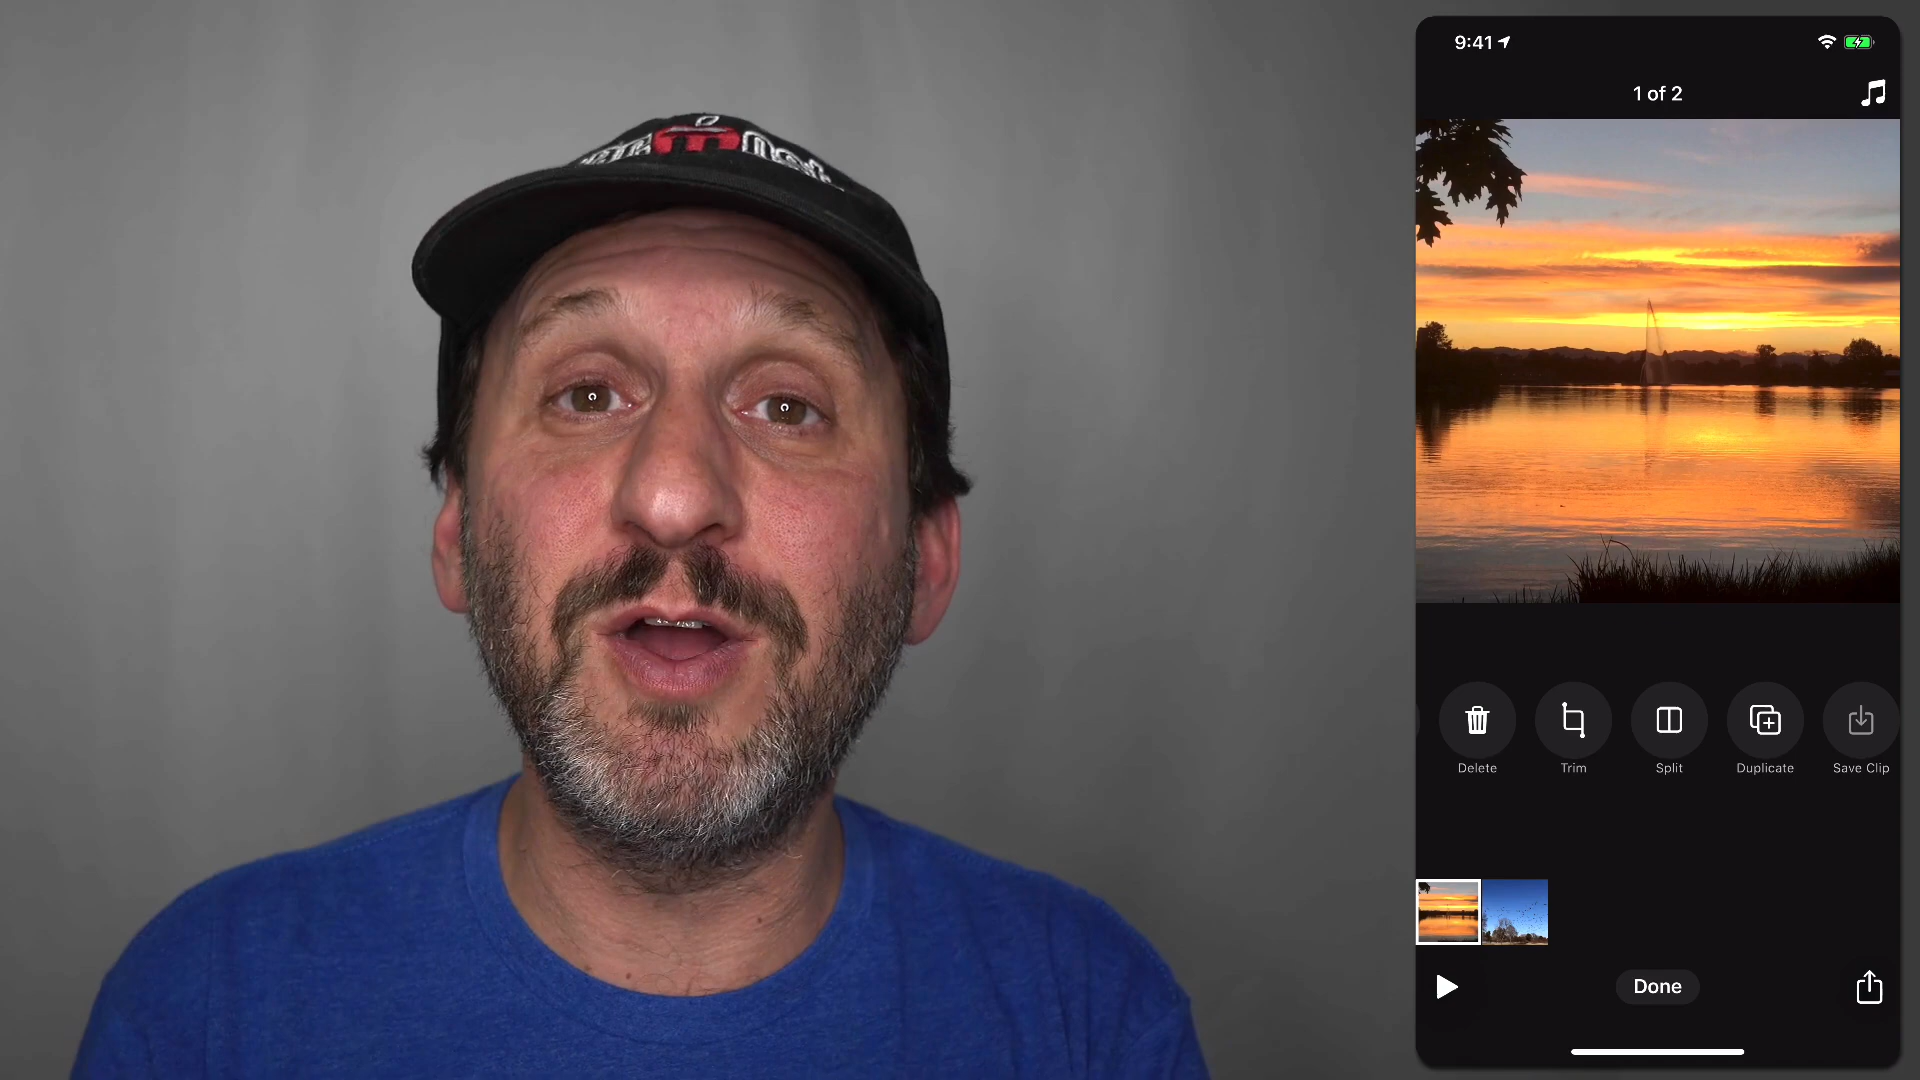 9:41
1 of 2
Delete
Trim
Split
Duplicate
Save Clip
Done